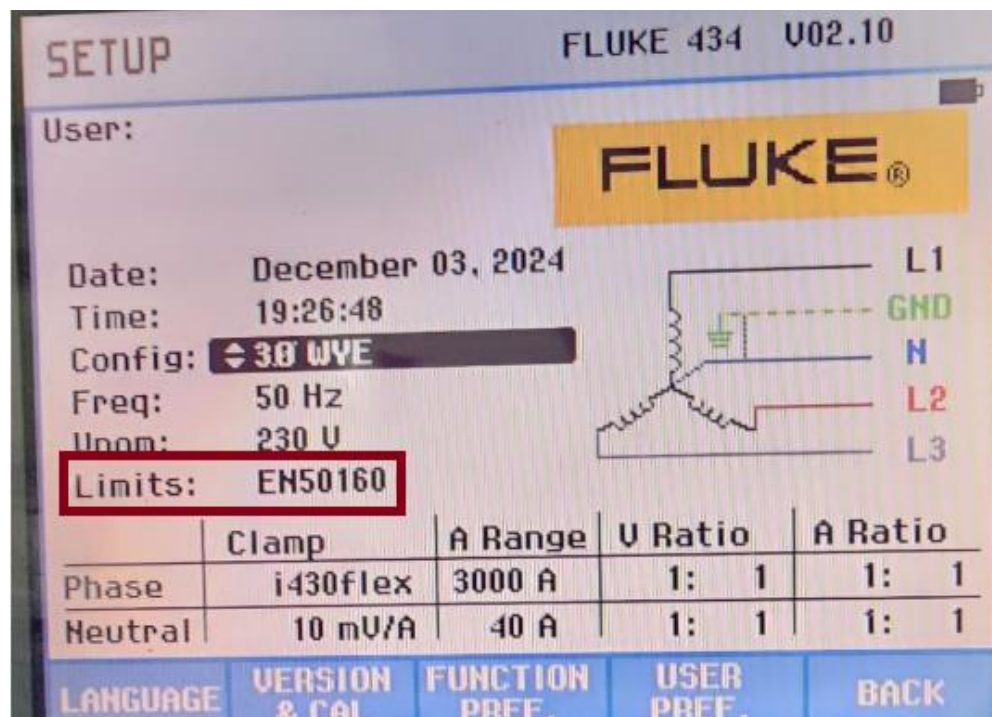 SETUP FLUKE 434 V02.10
User:
FLUKE®
Date: December 03, 2024
Time: 19:26:48
Config: 3Ø WYE
Freq: 50 Hz
Unom: 230 V
Limits: EN50160
L1
GND
N
L2
L3
Clamp A Range V Ratio A Ratio
Phase i430flex 3000 A 1: 1 1: 1
Neutral 10 mV/A 40 A 1: 1 1: 1
LANGUAGE VERSION & CAL FUNCTION PREF. USER PREF. BACK